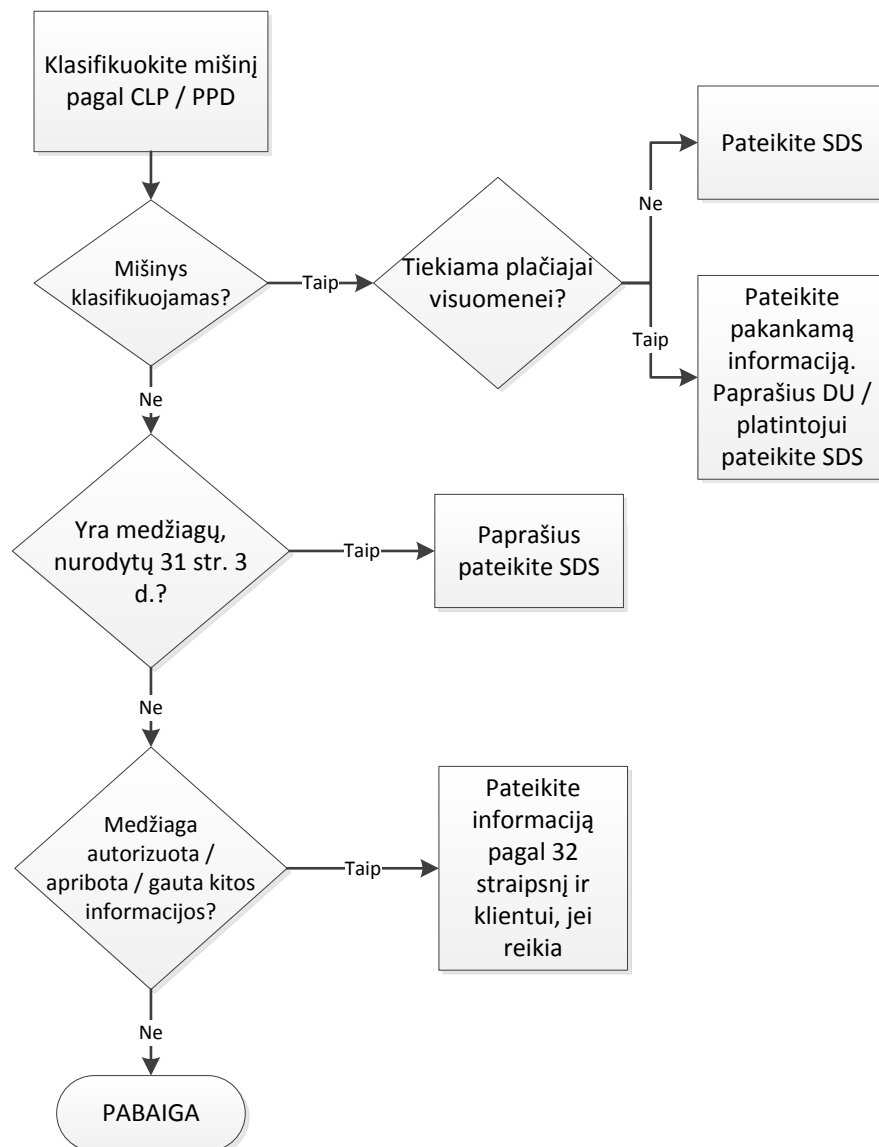 Klasifikuokite mišinį
pagal CLP / PPD
Mišinys
klasifikuojamas?
Taip
Tiekiama plačiajai
visuomenei?
Ne
Pateikite SDS
Taip
Pateikite
pakankamą
informaciją.
Paprašius DU /
platintojui
pateikite SDS
Ne
Yra medžiagų,
nurodytų 31 str. 3
d.?
Taip
Paprašius
pateikite SDS
Ne
Medžiaga
autorizuota /
apribota / gauta kitos
informacijos?
Taip
Pateikite
informaciją
pagal 32
straipsnį ir
klientui, jei
reikia
Ne
PABAIGA